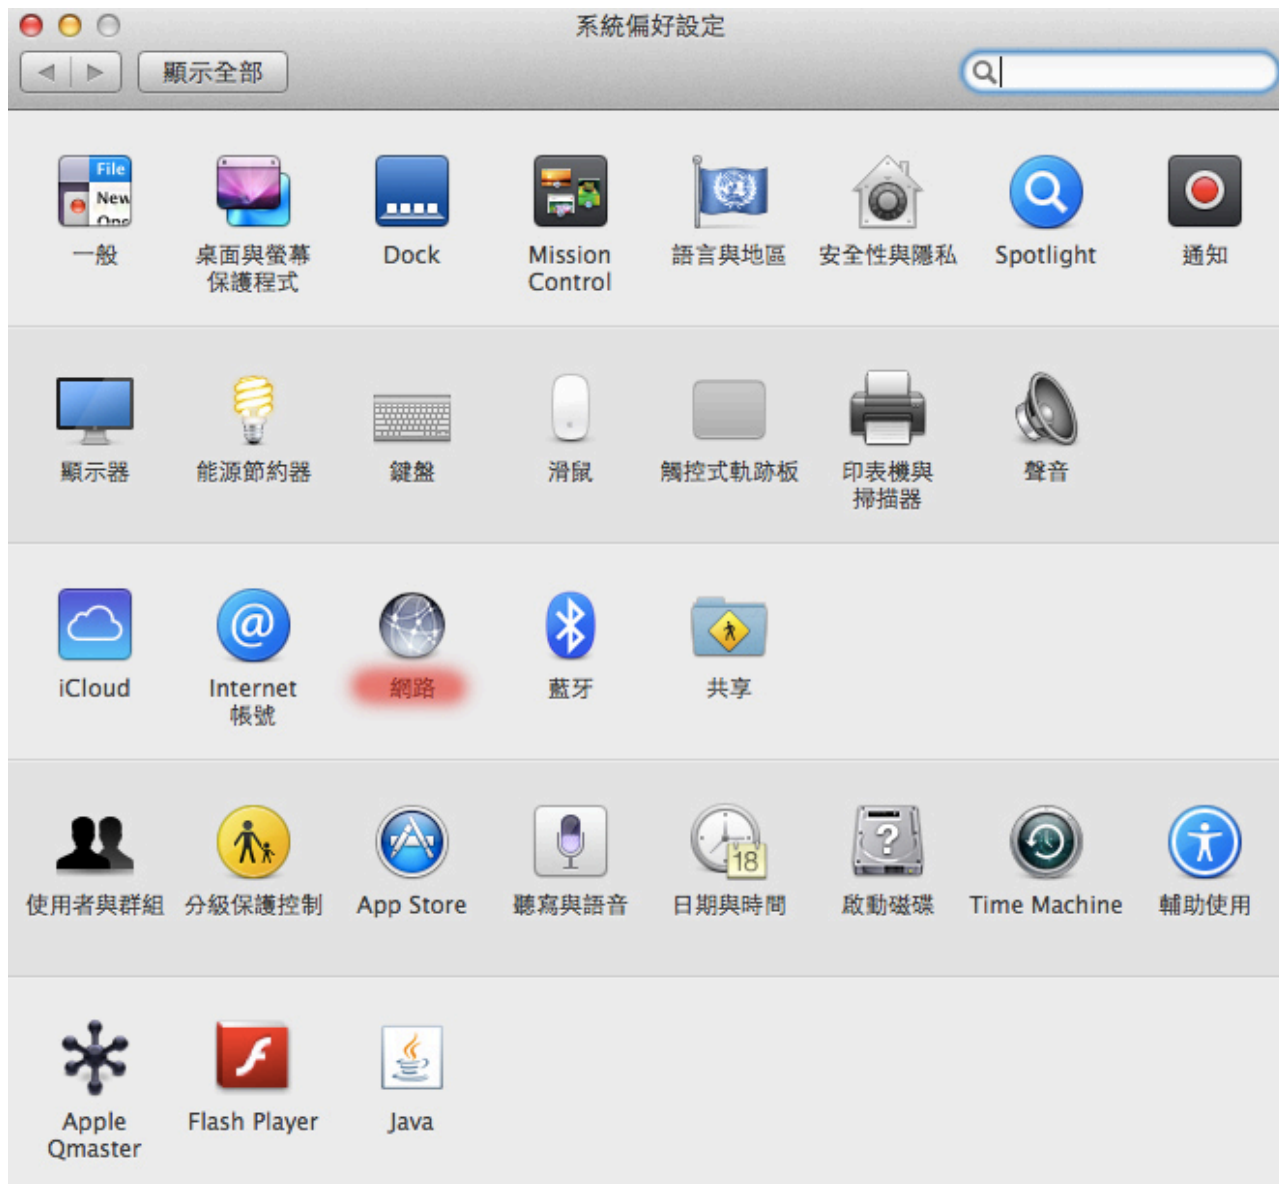 系統偏好設定
顯示全部
File
New
一般
桌面與螢幕
保護程式
Dock
Mission
Control
語言與地區
安全性與隱私
Spotlight
通知
顯示器
能源節約器
鍵盤
滑鼠
觸控式軌跡板
印表機與
掃描器
聲音
iCloud
Internet
帳號
網路
藍牙
共享
18
使用者與群組
分級保護控制
App Store
聽寫與語音
日期與時間
啟動磁碟
Time Machine
輔助使用
Apple
Qmaster
Flash Player
Java